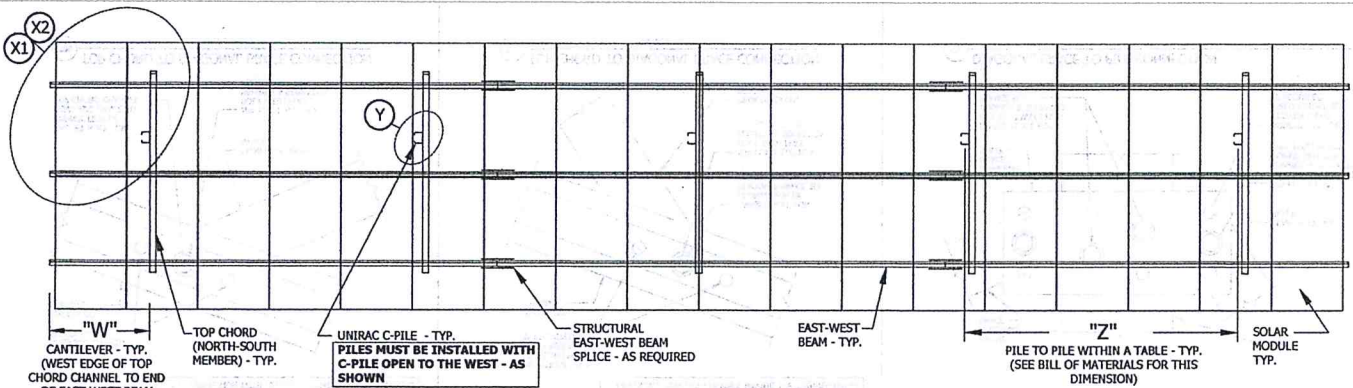 X2
X1
Y
"W"
CANTILEVER - TYP.
(WEST EDGE OF TOP
CHORD CHANNEL TO END
TOP CHORD
(NORTH-SOUTH
MEMBER) - TYP.
UNIRAC C-PILE - TYP.
PILES MUST BE INSTALLED WITH
C-PILE OPEN TO THE WEST - AS
SHOWN
STRUCTURAL
EAST-WEST BEAM
SPLICE - AS REQUIRED
EAST-WEST
BEAM - TYP.
"Z"
PILE TO PILE WITHIN A TABLE - TYP.
(SEE BILL OF MATERIALS FOR THIS
DIMENSION)
SOLAR
MODULE
TYP.